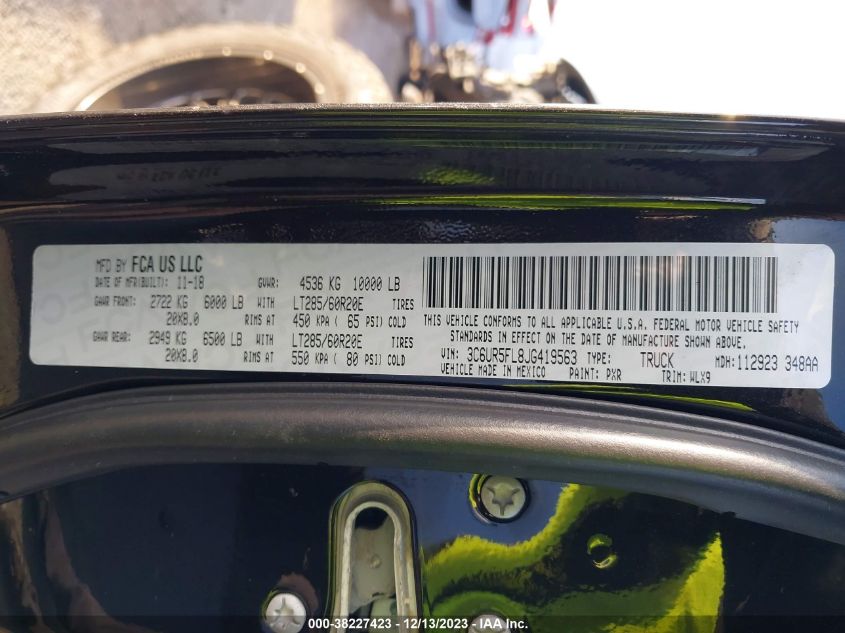 MFD BY FCA US LLC
DATE OF MFR(BUILT): 11-18 GVWR: 4536 KG 10000 LB
GAWR FRONT: 2722 KG 6000 LB WITH LT285/60R20E TIRES
20X8.0 RIMS AT 450 KPA ( 65 PSI) COLD
GAWR REAR: 2949 KG 6500 LB WITH LT285/60R20E TIRES
20X8.0 RIMS AT 550 KPA ( 80 PSI) COLD
THIS VEHICLE CONFORMS TO ALL APPLICABLE U.S.A. FEDERAL MOTOR VEHICLE SAFETY
STANDARDS IN EFFECT ON THE DATE OF MANUFACTURE SHOWN ABOVE.
VIN: 3C6UR5FL8JG419563 TYPE: TRUCK MDH: 112923 348AA
VEHICLE MADE IN MEXICO PAINT: PXR TRIM: WLX9
000-38227423 - 12/13/2023 - IAA Inc.